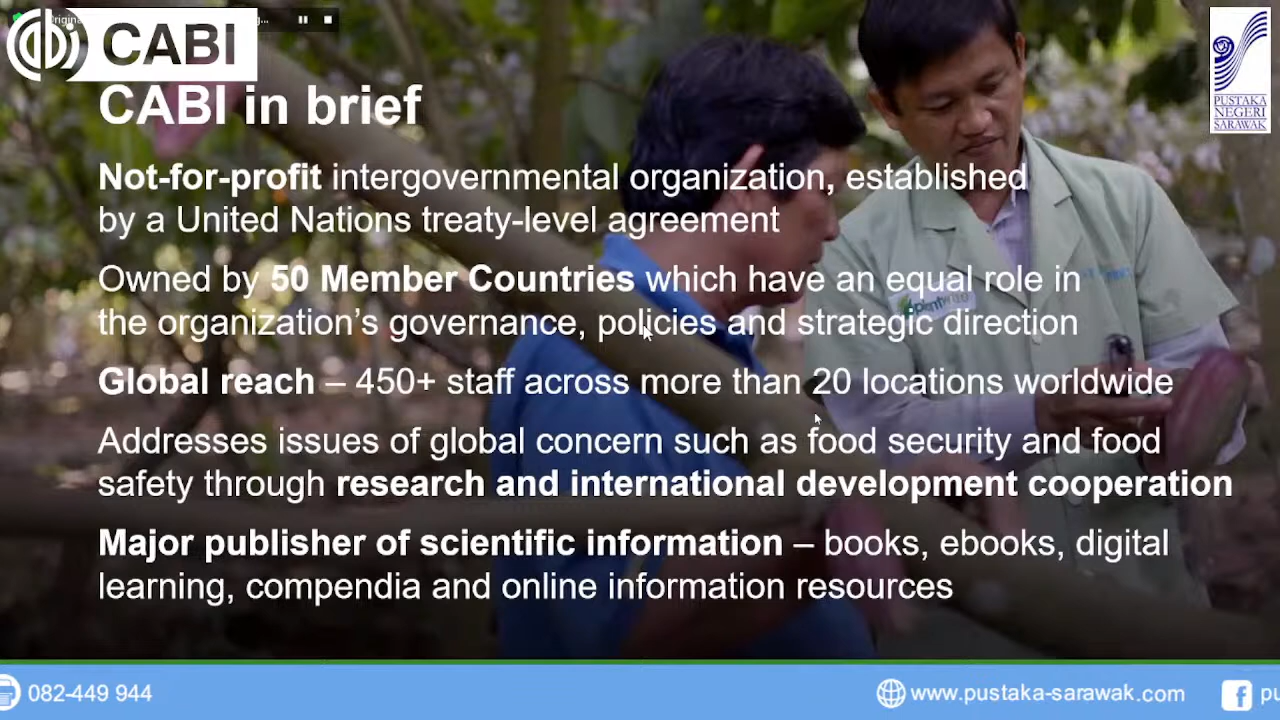 CABI
PUSTAKA
NEGERI
SARAWAK
CABI in brief
Not-for-profit intergovernmental organization, established
by a United Nations treaty-level agreement
Owned by 50 Member Countries which have an equal role in
the organization's governance, policies and strategic direction
plantwise
Global reach – 450+ staff across more than 20 locations worldwide
Addresses issues of global concern such as food security and food
safety through research and international development cooperation
Major publisher of scientific information – books, ebooks, digital
learning, compendia and online information resources
082-449 944
www.pustaka-sarawak.com
pu